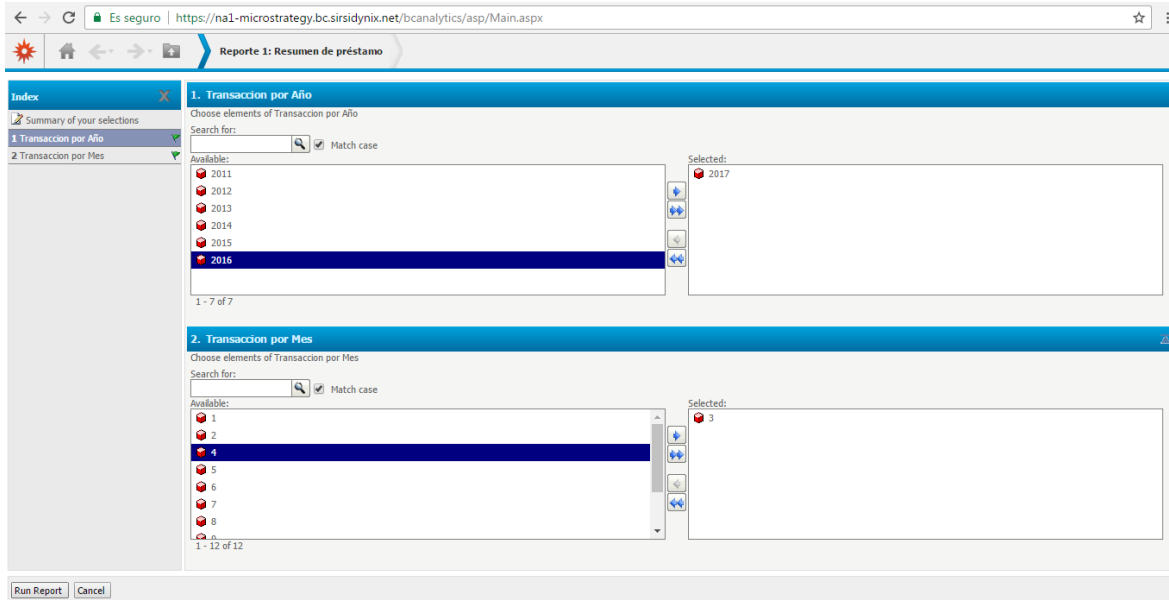 Es seguro | https://na1-microstrategy.bc.sirsidynix.net/bcanalytics/asp/Main.aspx
Reporte 1: Resumen de préstamo
Index
Summary of your selections
1 Transaccion por Año
2 Transaccion por Mes
1. Transaccion por Año
Choose elements of Transaccion por Año
Search for:
Match case
Available:
2011
2012
2013
2014
2015
2016
1 - 7 of 7
Selected:
2017
2. Transaccion por Mes
Choose elements of Transaccion por Mes
Search for:
Match case
Available:
1
2
4
5
6
7
8
9
1 - 12 of 12
Selected:
3
Run Report
Cancel